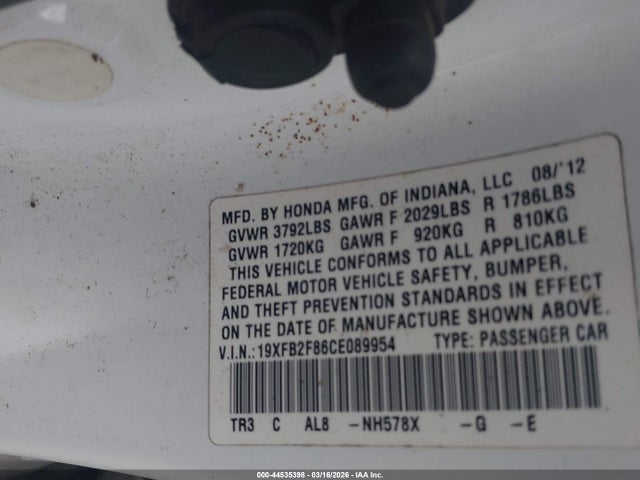 MFD. BY HONDA MFG. OF INDIANA, LLC 08/'12
GVWR 3792LBS GAWR F 2029LBS R 1786LBS
GVWR 1720KG GAWR F 920KG R 810KG
THIS VEHICLE CONFORMS TO ALL APPLICABLE
FEDERAL MOTOR VEHICLE SAFETY, BUMPER,
AND THEFT PREVENTION STANDARDS IN EFFECT
ON THE DATE OF MANUFACTURE SHOWN ABOVE.
V.I.N.:19XFB2F86CE089954 TYPE: PASSENGER CAR
TR3 C AL8 -NH578X -G -E
000-44535398 - 03/16/2026 - IAA Inc.